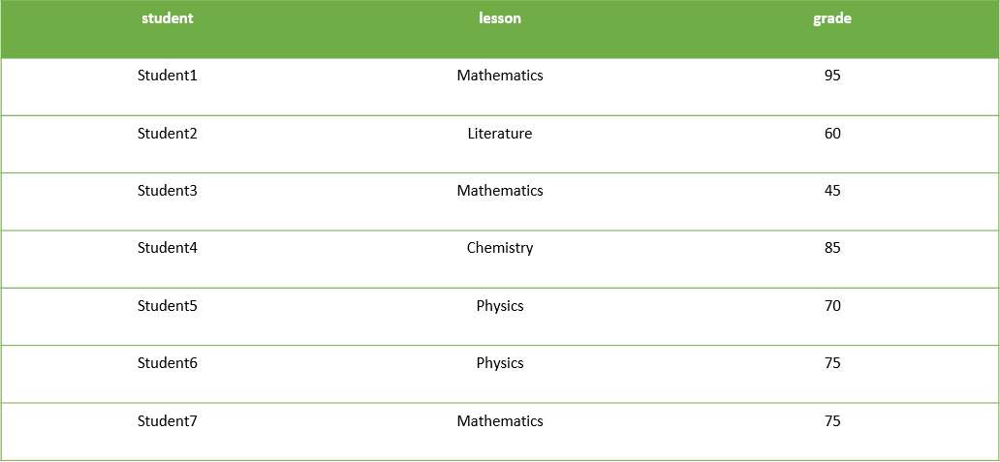 student lesson grade
Student1 Mathematics 95
Student2 Literature 60
Student3 Mathematics 45
Student4 Chemistry 85
Student5 Physics 70
Student6 Physics 75
Student7 Mathematics 75